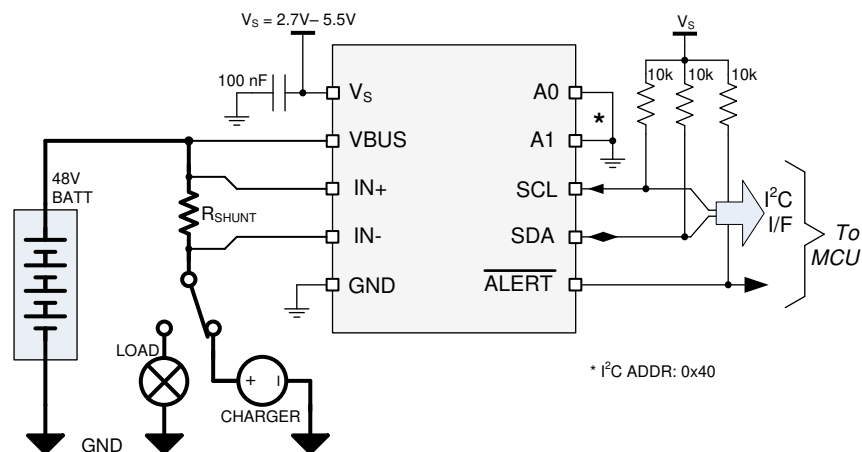 V_S = 2.7V– 5.5V
100 nF
V_S
VBUS
IN+
IN-
GND
A0
A1
SCL
SDA
ALERT
*
V_S
10k
10k
10k
I²C
I/F
To
MCU
48V
BATT
R_SHUNT
LOAD
+
I
CHARGER
GND
* I²C ADDR: 0x40